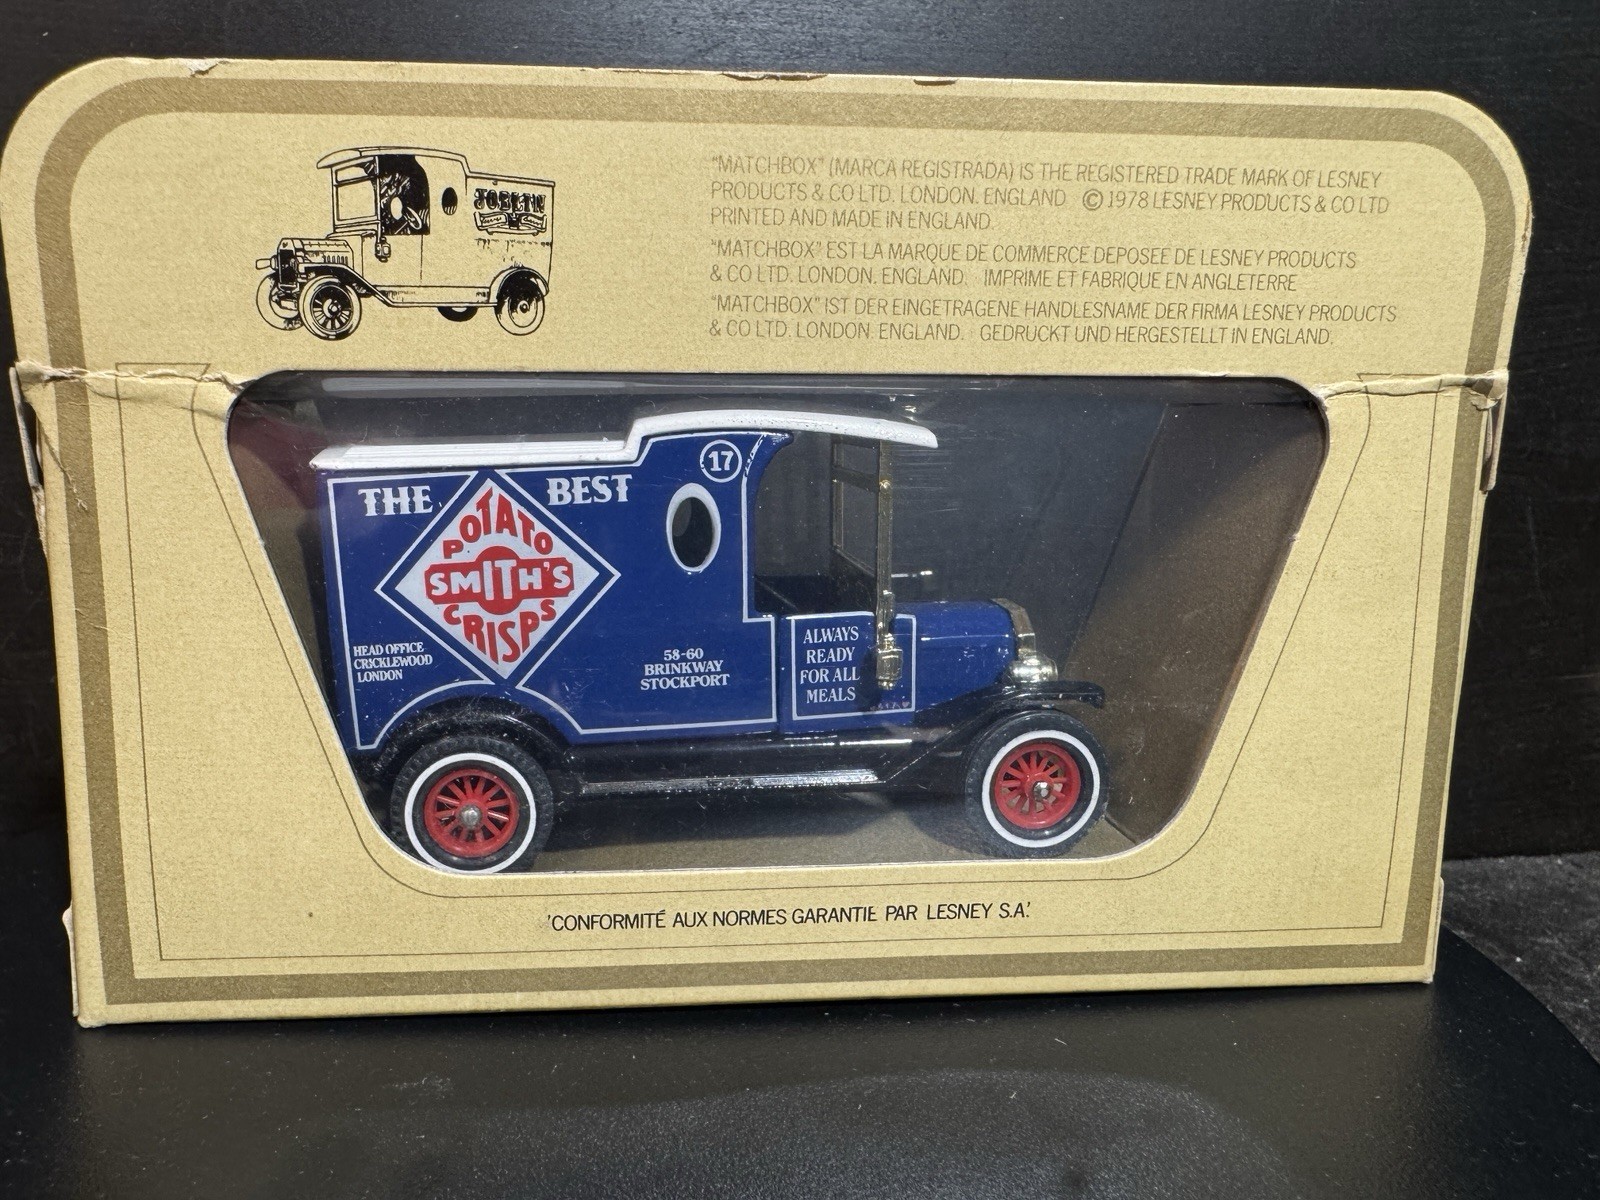 "MATCHBOX" (MARCA REGISTRADA) IS THE REGISTERED TRADE MARK OF LESNEY
PRODUCTS & CO LTD. LONDON. ENGLAND © 1978 LESNEY PRODUCTS & CO LTD
PRINTED AND MADE IN ENGLAND.
"MATCHBOX" EST LA MARQUE DE COMMERCE DEPOSEE DE LESNEY PRODUCTS
& CO LTD. LONDON. ENGLAND. IMPRIME ET FABRIQUE EN ANGLETERRE
"MATCHBOX" IST DER EINGETRAGENE HANDLESNAME DER FIRMA LESNEY PRODUCTS
& CO LTD. LONDON. ENGLAND. GEDRUCKT UND HERGESTELLT IN ENGLAND.
17
THE BEST
POTATO
SMITH'S
CRISPS
HEAD OFFICE
CRICKLEWOOD
LONDON
58-60
BRINKWAY
STOCKPORT
ALWAYS
READY
FOR ALL
MEALS
'CONFORMITÉ AUX NORMES GARANTIE PAR LESNEY S.A.'